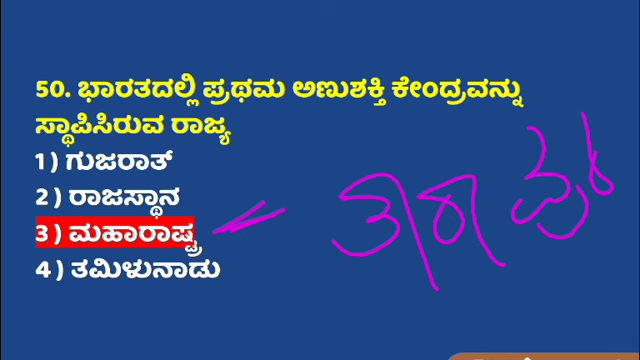 50. ಭಾರತದಲ್ಲಿ ಪ್ರಥಮ ಅಣುಶಕ್ತಿ ಕೇಂದ್ರವನ್ನು
ಸ್ಥಾಪಿಸಿರುವ ರಾಜ್ಯ
1 ) ಗುಜರಾತ್
2 ) ರಾಜಸ್ಥಾನ
3 ) ಮಹಾರಾಷ್ಟ್ರ
4 ) ತಮಿಳುನಾಡು